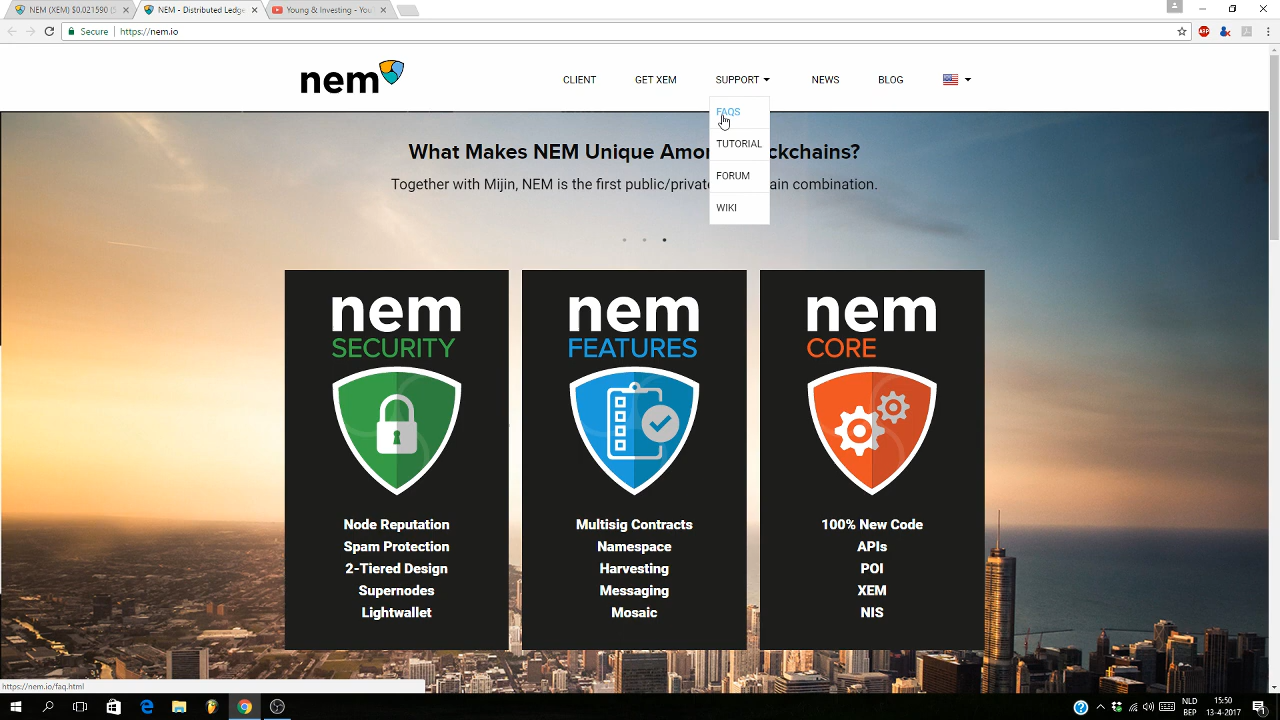 NEM (XEM) $0.021590 (5
NEM - Distributed Ledge
Young & Investing - You
Secure
https://nem.io
ABP
nem
CLIENT
GET XEM
SUPPORT
NEWS
BLOG
FAQS
TUTORIAL
FORUM
WIKI
What Makes NEM Unique Amon ckchains?
Together with Mijin, NEM is the first public/private ain combination.
nem
SECURITY
Node Reputation
Spam Protection
2-Tiered Design
Supernodes
Lightwallet
nem
FEATURES
Multisig Contracts
Namespace
Harvesting
Messaging
Mosaic
nem
CORE
100% New Code
APIs
POI
XEM
NIS
https://nem.io/faq.html
NLD
BEP
15:50
13-4-2017